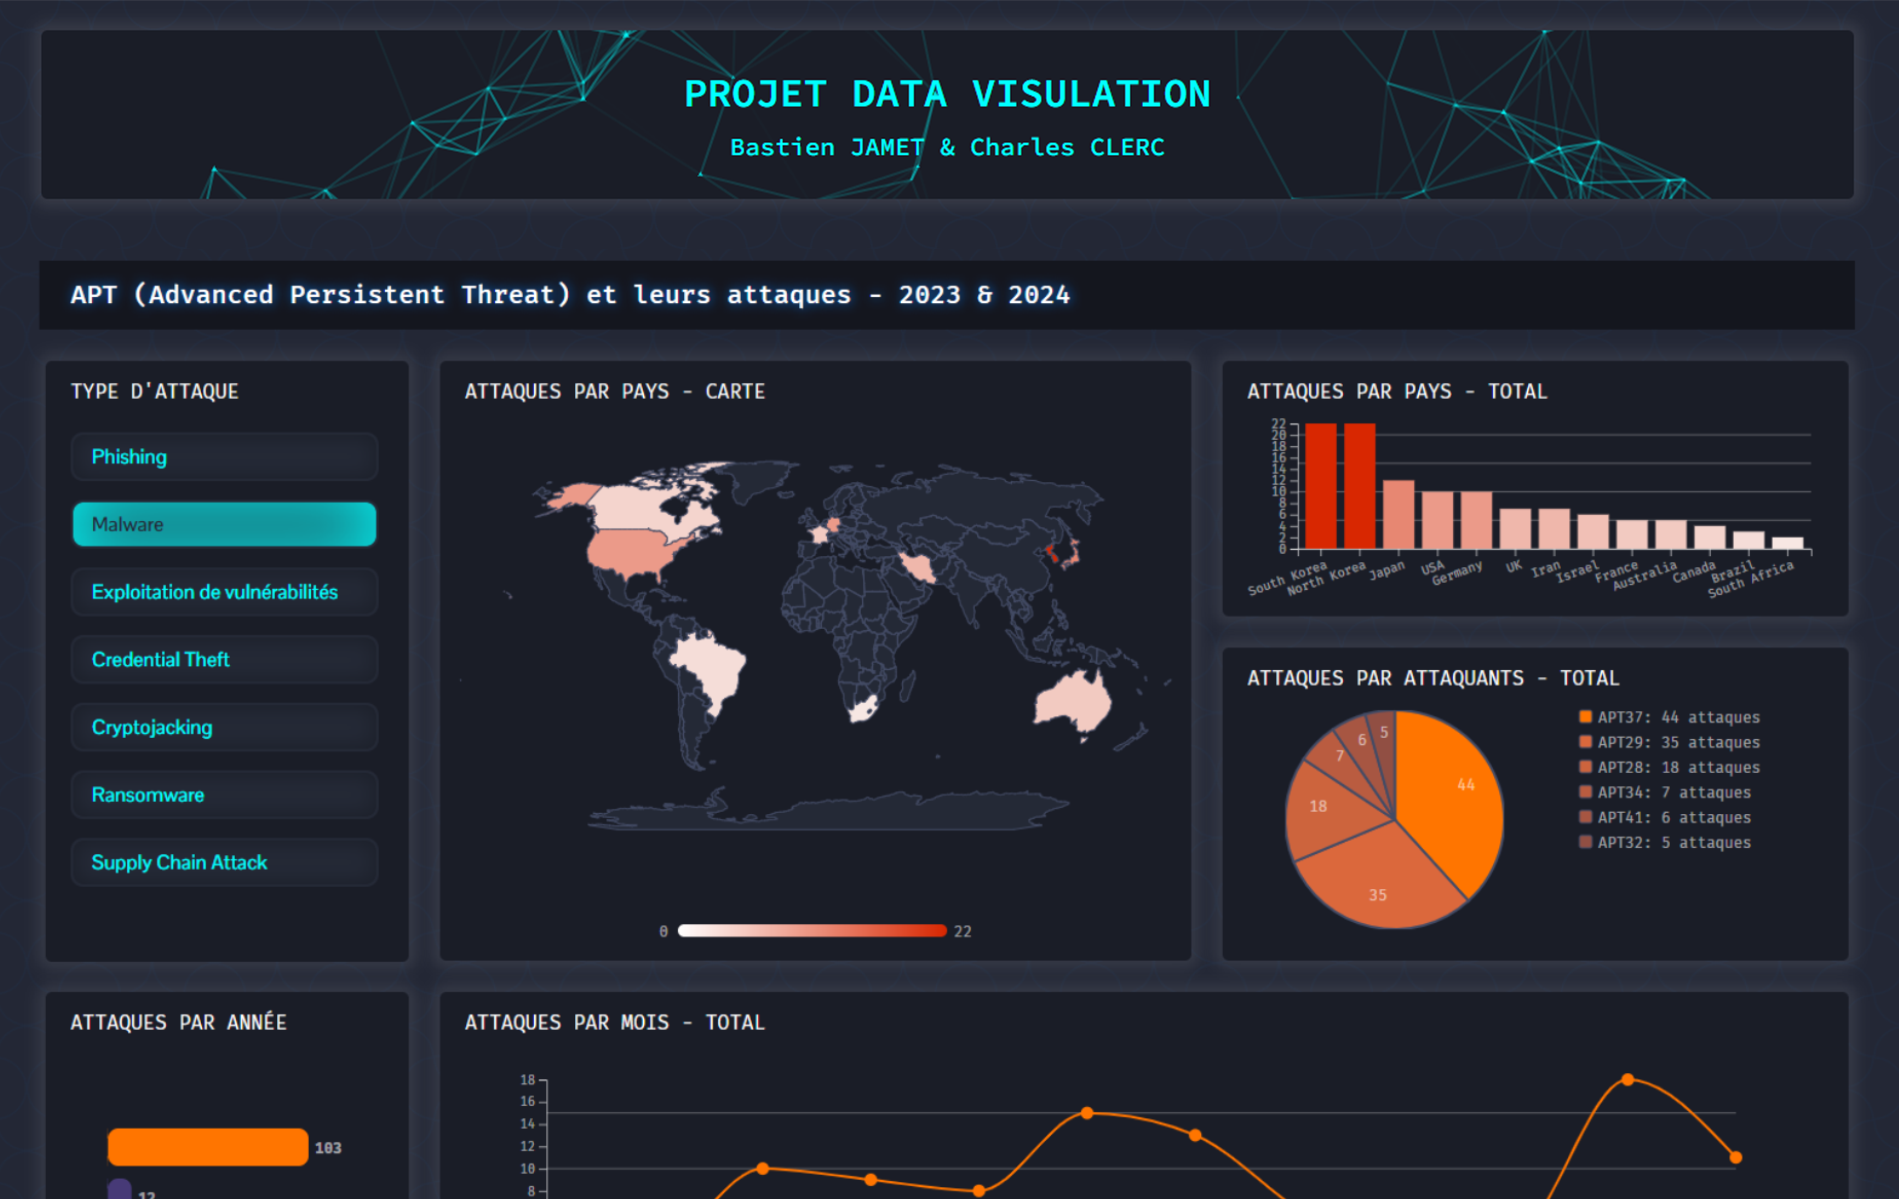 PROJET DATA VISULATION
Bastien JAMET & Charles CLERC
APT (Advanced Persistent Threat) et leurs attaques - 2023 & 2024
TYPE D'ATTAQUE
Phishing
Malware
Exploitation de vulnérabilités
Credential Theft
Cryptojacking
Ransomware
Supply Chain Attack
ATTAQUES PAR PAYS - CARTE
0
22
ATTAQUES PAR PAYS - TOTAL
22
20
18
16
14
12
10
8
6
4
2
0
South Korea
North Korea
Japan
USA
Germany
UK
Iran
Israel
France
Australia
Canada
Brazil
South Africa
ATTAQUES PAR ATTAQUANTS - TOTAL
44
35
18
7
6
5
APT37: 44 attaques
APT29: 35 attaques
APT28: 18 attaques
APT34: 7 attaques
APT41: 6 attaques
APT32: 5 attaques
ATTAQUES PAR ANNÉE
103
12
ATTAQUES PAR MOIS - TOTAL
18
16
14
12
10
8